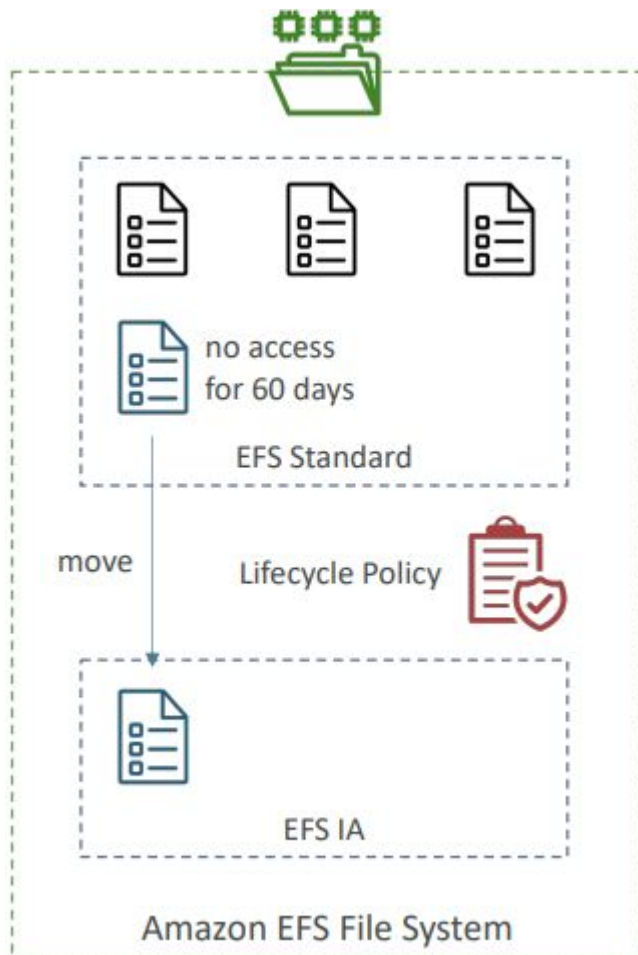 no access
for 60 days
EFS Standard
move
Lifecycle Policy
EFS IA
Amazon EFS File System